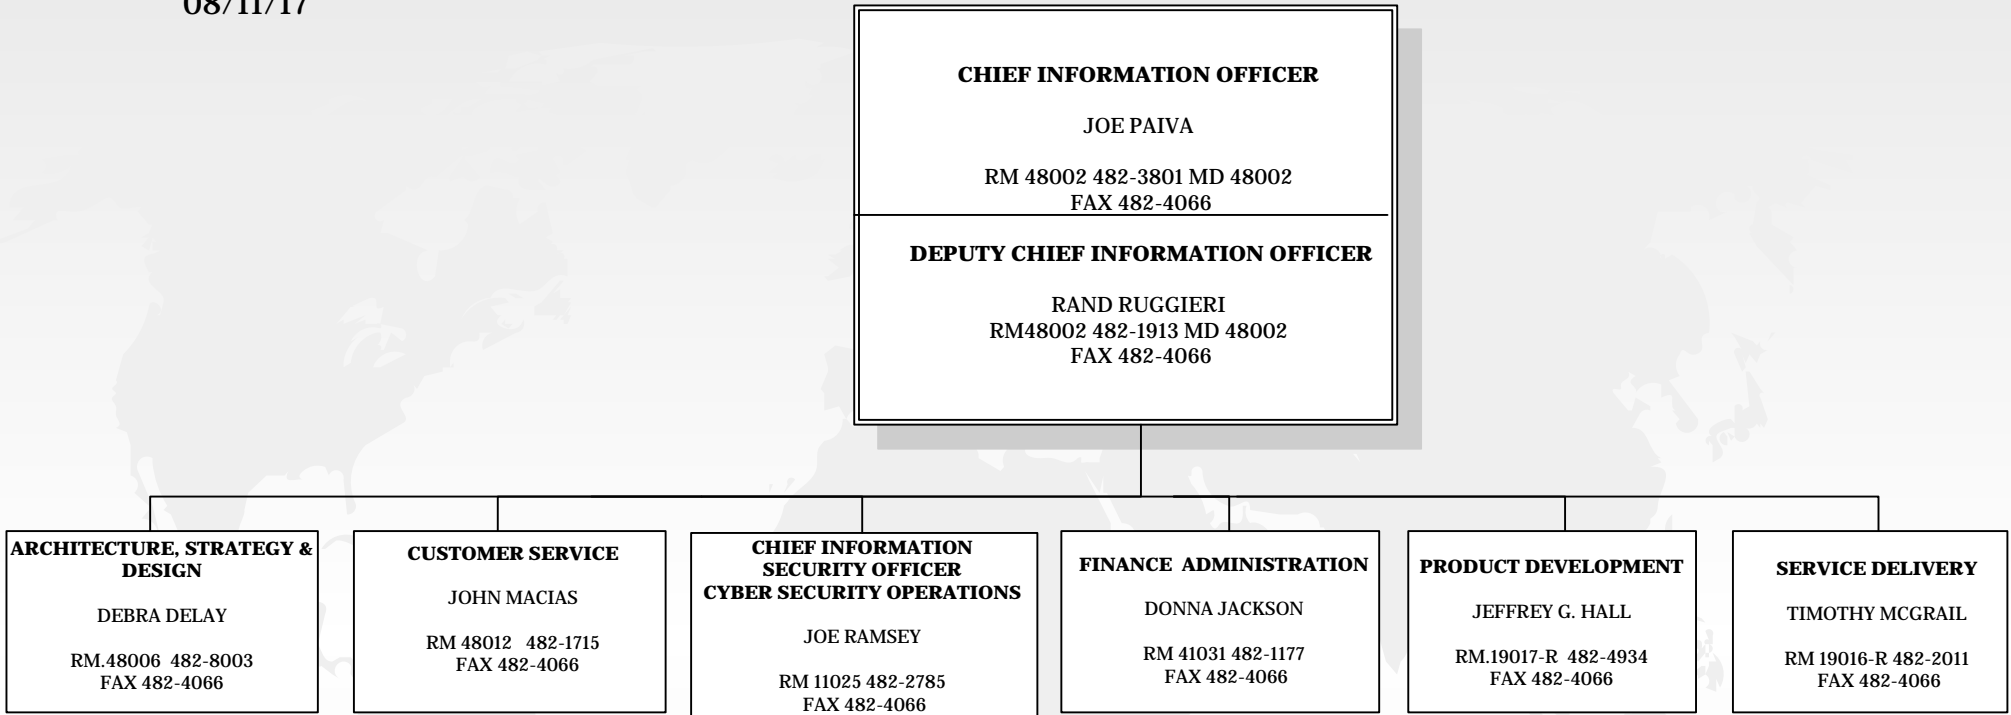 08/11/17
CHIEF INFORMATION OFFICER
JOE PAIVA
RM 48002 482-3801 MD 48002
FAX 482-4066
DEPUTY CHIEF INFORMATION OFFICER
RAND RUGGIERI
RM48002 482-1913 MD 48002
FAX 482-4066
ARCHITECTURE, STRATEGY &
DESIGN
DEBRA DELAY
RM.48006 482-8003
FAX 482-4066
CUSTOMER SERVICE
JOHN MACIAS
RM 48012 482-1715
FAX 482-4066
CHIEF INFORMATION
SECURITY OFFICER
CYBER SECURITY OPERATIONS
JOE RAMSEY
RM 11025 482-2785
FAX 482-4066
FINANCE ADMINISTRATION
DONNA JACKSON
RM 41031 482-1177
FAX 482-4066
PRODUCT DEVELOPMENT
JEFFREY G. HALL
RM.19017-R 482-4934
FAX 482-4066
SERVICE DELIVERY
TIMOTHY MCGRAIL
RM 19016-R 482-2011
FAX 482-4066